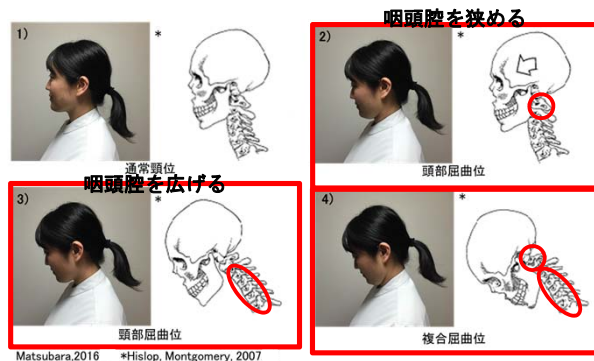 咽頭腔を狭める
1)
*
2)
*
通常頸位
頭部屈曲位
咽頭腔を広げる
3)
*
4)
*
頸部屈曲位
複合屈曲位
Matsubara,2016 *Hislop, Montgomery, 2007